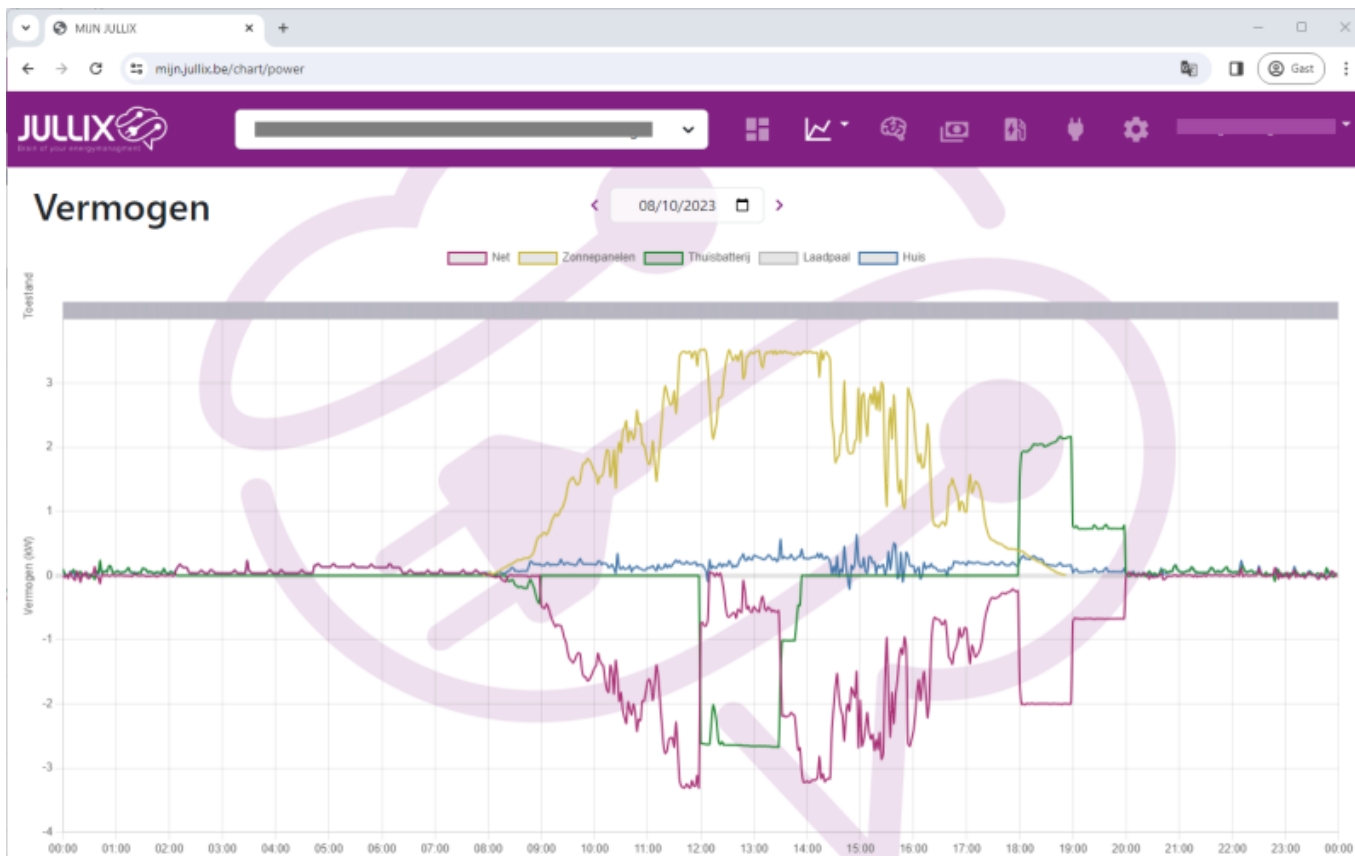 MIJN JULLIX
mijn.jullix.be/chart/power
Gast
JULLIX
Brain of your energymanagment
Vermogen
08/10/2023
Net Zonnepanelen Thuisbatterij Laadpaal Huis
Toestand
Vermogen (kW)
3
2
1
0
-1
-2
-3
-4
00:00 01:00 02:00 03:00 04:00 05:00 06:00 07:00 08:00 09:00 10:00 11:00 12:00 13:00 14:00 15:00 16:00 17:00 18:00 19:00 20:00 21:00 22:00 23:00 00:00